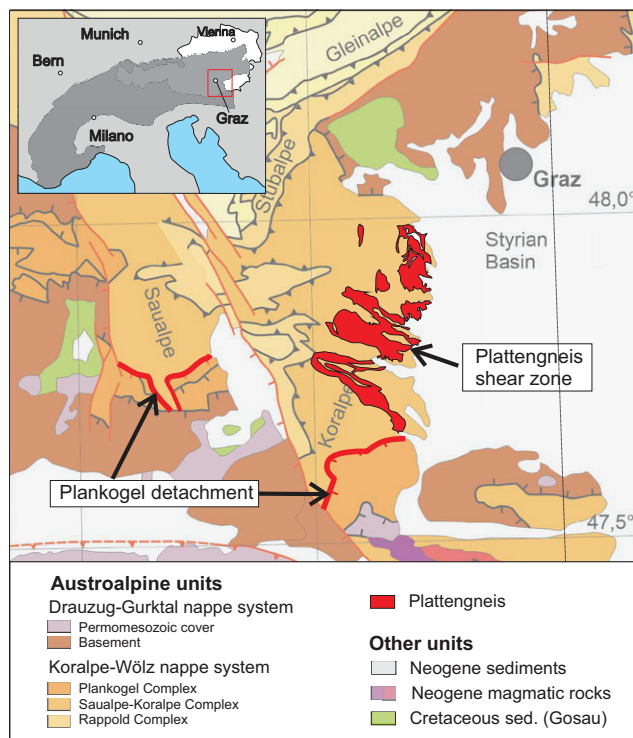 Munich
Vienna
Bern
Graz
Milano
Gleinalpe
Stubalpe
Graz
48,0°
Styrian
Basin
Saualpe
Plattengneis
shear zone
Koralpe
Plankogel detachment
47,5°
Austroalpine units
Drauzug-Gurktal nappe system
Permomesozoic cover
Basement
Koralpe-Wölz nappe system
Plankogel Complex
Saualpe-Koralpe Complex
Rappold Complex
Plattengneis
Other units
Neogene sediments
Neogene magmatic rocks
Cretaceous sed. (Gosau)